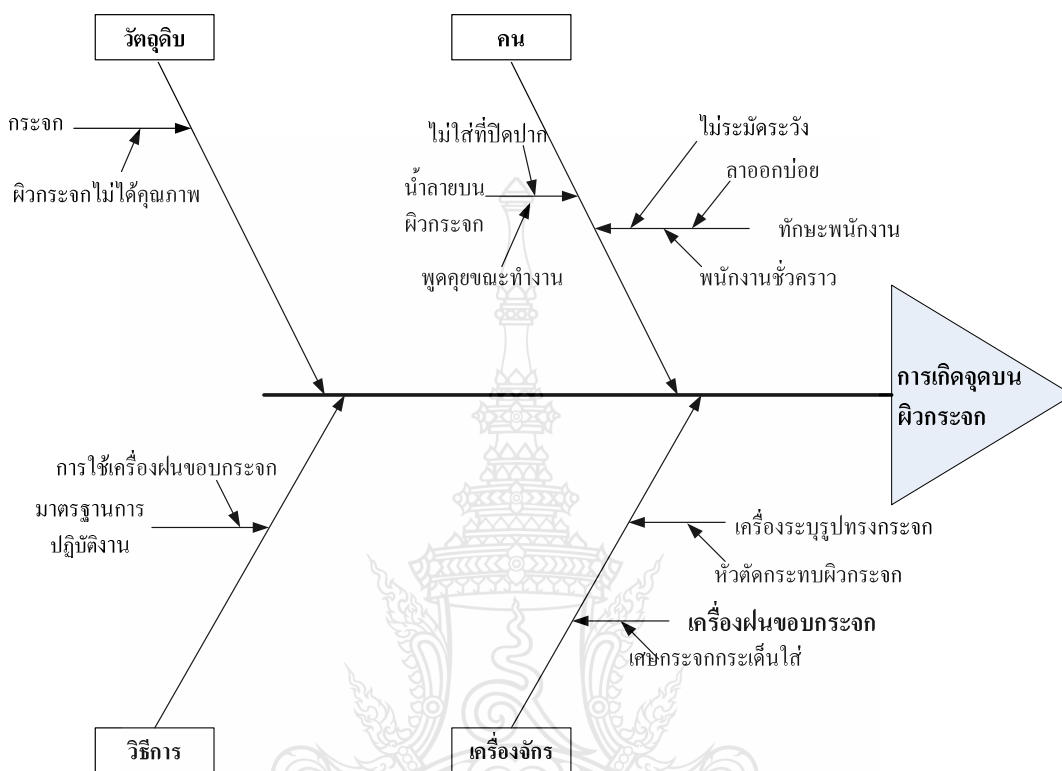 วัตถุดิบ
คน
กระจก
ผิวกระจกไม่ได้คุณภาพ
ไม่ใส่ที่ปิดปาก
น้ำลายบน
ผิวกระจก
พูดคุยขณะทำงาน
ไม่ระมัดระวัง
ลาออกบ่อย
ทักษะพนักงาน
พนักงานชั่วคราว
การเกิดจุดบน
ผิวกระจก
การใช้เครื่องฝนขอบกระจก
มาตรฐานการ
ปฏิบัติงาน
เครื่องระบุรูปทรงกระจก
หัวตัดกระทบผิวกระจก
เครื่องฝนขอบกระจก
เศษกระจกกระเด็นใส่
วิธีการ
เครื่องจักร